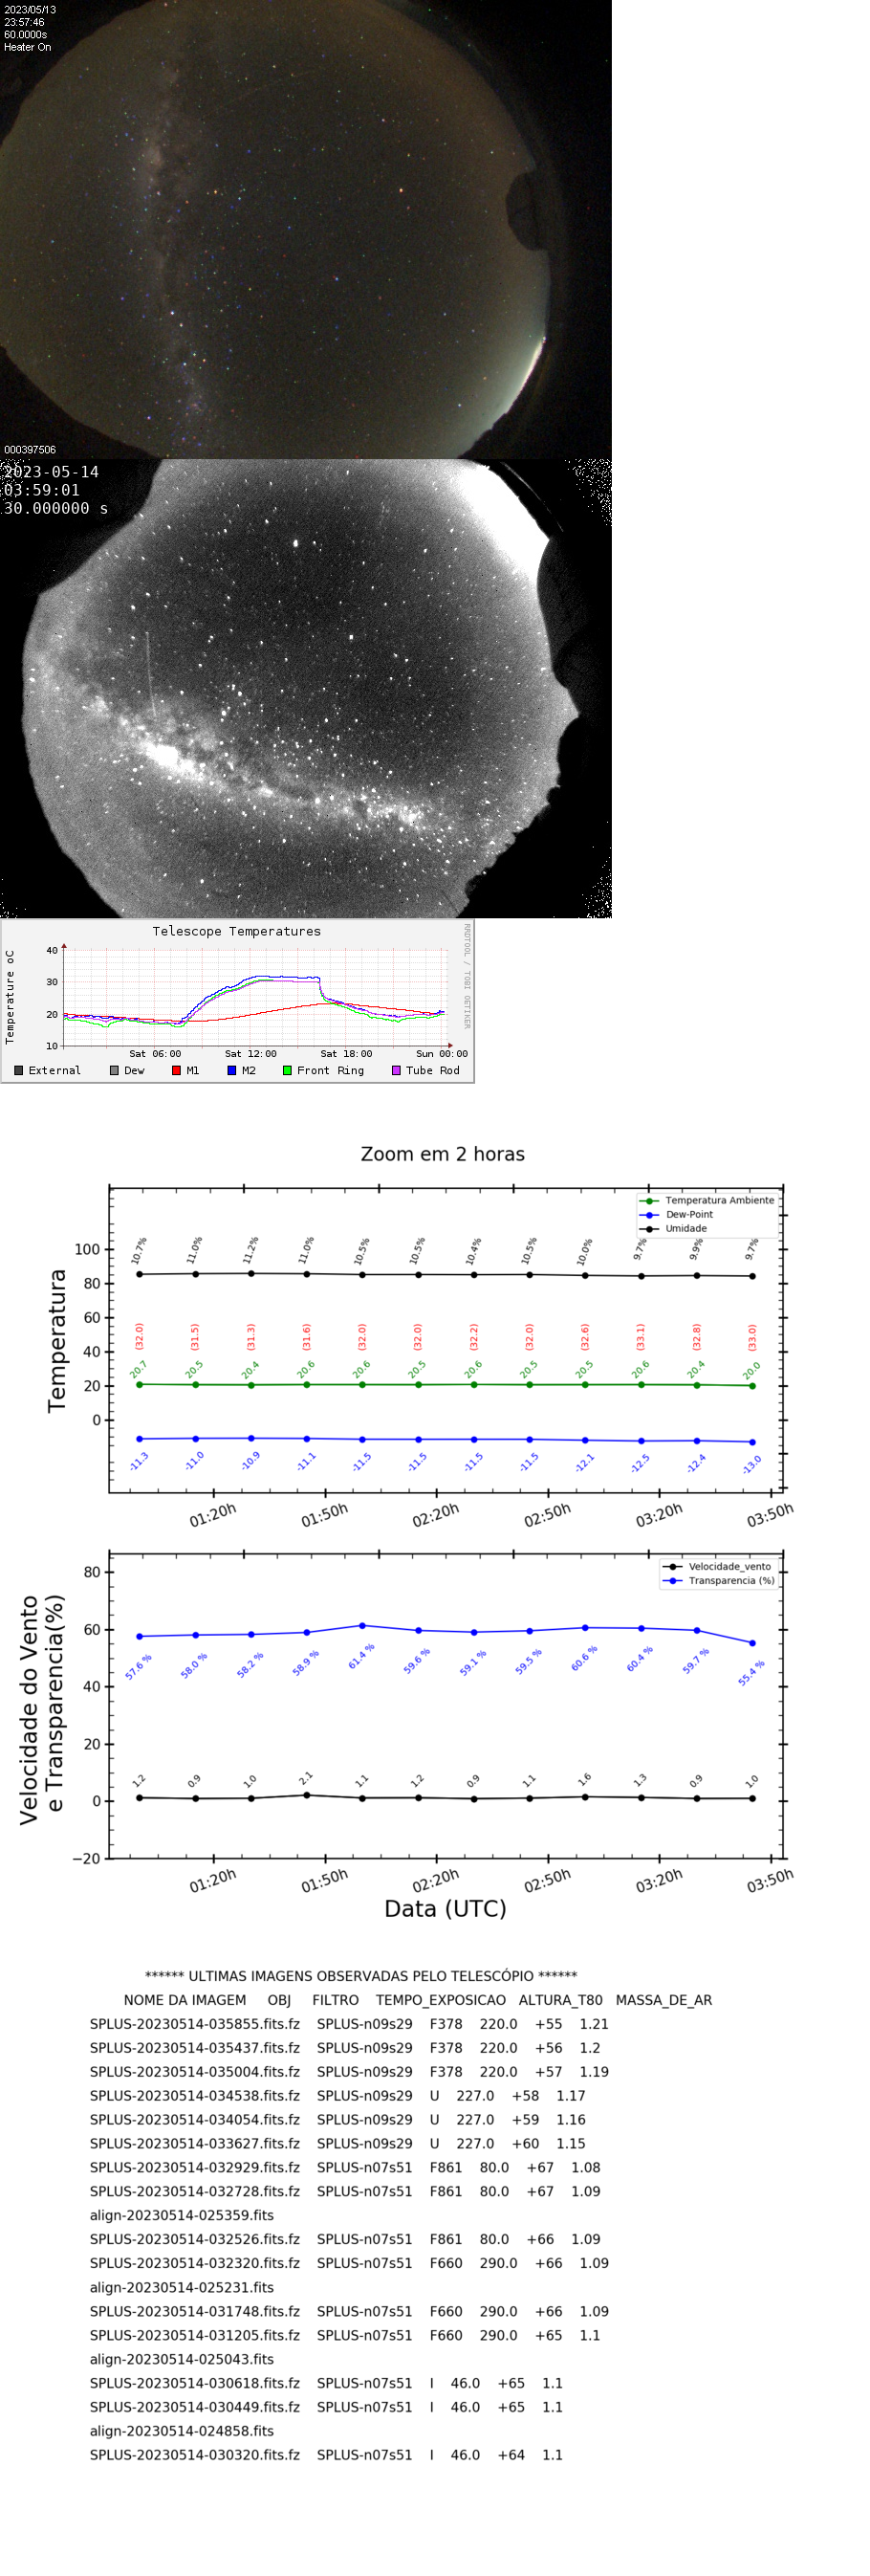 2023/05/13
23:57:46
60.0000s
Heater On
000397506
2023-05-14
03:59:01
30.000000 s
Telescope Temperatures
RRDTOOL / TOBI OETIKER
Temperature oC
40
30
20
10
Sat 06:00 Sat 12:00 Sat 18:00 Sun 00:00
External Dew M1 M2 Front Ring Tube Rod
Zoom em 2 horas
Temperatura Ambiente
Dew-Point
Umidade
Temperatura
100
80
60
40
20
0
10.7% 11.0% 11.2% 11.0% 10.5% 10.5% 10.4% 10.5% 10.0% 9.7% 9.9% 9.7%
(32.0) (31.5) (31.3) (31.6) (32.0) (32.0) (32.2) (32.0) (32.6) (33.1) (32.8) (33.0)
20.7 20.5 20.4 20.6 20.6 20.5 20.6 20.5 20.5 20.6 20.4 20.0
-11.3 -11.0 -10.9 -11.1 -11.5 -11.5 -11.5 -11.5 -12.1 -12.5 -12.4 -13.0
01:20h 01:50h 02:20h 02:50h 03:20h 03:50h
Velocidade_vento
Transparencia (%)
Velocidade do Vento
e Transparencia(%)
80
60
40
20
0
−20
57.6 % 58.0 % 58.2 % 58.9 % 61.4 % 59.6 % 59.1 % 59.5 % 60.6 % 60.4 % 59.7 % 55.4 %
1.2 0.9 1.0 2.1 1.1 1.2 0.9 1.1 1.6 1.3 0.9 1.0
01:20h 01:50h 02:20h 02:50h 03:20h 03:50h
Data (UTC)
****** ULTIMAS IMAGENS OBSERVADAS PELO TELESCÓPIO ******
NOME DA IMAGEM OBJ FILTRO TEMPO_EXPOSICAO ALTURA_T80 MASSA_DE_AR
SPLUS-20230514-035855.fits.fz SPLUS-n09s29 F378 220.0 +55 1.21
SPLUS-20230514-035437.fits.fz SPLUS-n09s29 F378 220.0 +56 1.2
SPLUS-20230514-035004.fits.fz SPLUS-n09s29 F378 220.0 +57 1.19
SPLUS-20230514-034538.fits.fz SPLUS-n09s29 U 227.0 +58 1.17
SPLUS-20230514-034054.fits.fz SPLUS-n09s29 U 227.0 +59 1.16
SPLUS-20230514-033627.fits.fz SPLUS-n09s29 U 227.0 +60 1.15
SPLUS-20230514-032929.fits.fz SPLUS-n07s51 F861 80.0 +67 1.08
SPLUS-20230514-032728.fits.fz SPLUS-n07s51 F861 80.0 +67 1.09
align-20230514-025359.fits
SPLUS-20230514-032526.fits.fz SPLUS-n07s51 F861 80.0 +66 1.09
SPLUS-20230514-032320.fits.fz SPLUS-n07s51 F660 290.0 +66 1.09
align-20230514-025231.fits
SPLUS-20230514-031748.fits.fz SPLUS-n07s51 F660 290.0 +66 1.09
SPLUS-20230514-031205.fits.fz SPLUS-n07s51 F660 290.0 +65 1.1
align-20230514-025043.fits
SPLUS-20230514-030618.fits.fz SPLUS-n07s51 I 46.0 +65 1.1
SPLUS-20230514-030449.fits.fz SPLUS-n07s51 I 46.0 +65 1.1
align-20230514-024858.fits
SPLUS-20230514-030320.fits.fz SPLUS-n07s51 I 46.0 +64 1.1